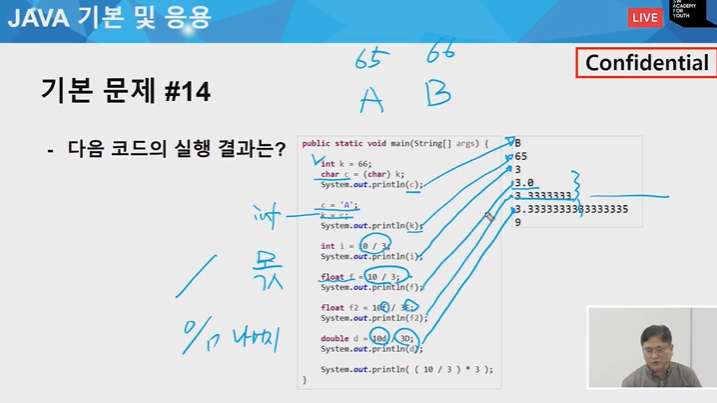 JAVA 기본 및 응용
LIVE
SW
ACADEMY
FOR
YOUTH
Confidential
65 66
A B
기본 문제 #14
- 다음 코드의 실행 결과는?
public static void main(String[] args) {
int k = 66;
char c = (char) k;
System.out.println(c);
c = 'A';
k = c;
System.out.println(k);
int i = 10 / 3;
System.out.println(i);
float f = 10 / 3;
System.out.println(f);
float f2 = 10f / 3F;
System.out.println(f2);
double d = 10d / 3D;
System.out.println(d);
System.out.println( ( 10 / 3 ) * 3 );
}
B
65
3
3.0
3.3333333
3.3333333333333335
9
int
/ 몫
% 나머지